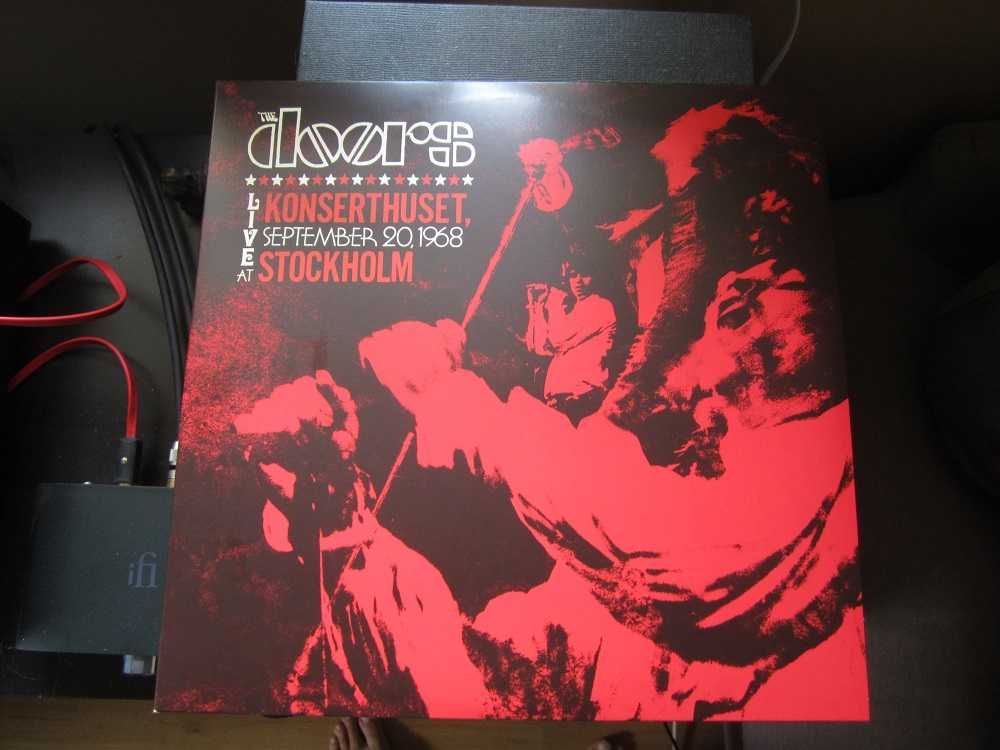 THE
doors
LIVE
KONSERTHUSET,
SEPTEMBER 20, 1968
AT STOCKHOLM
ifi